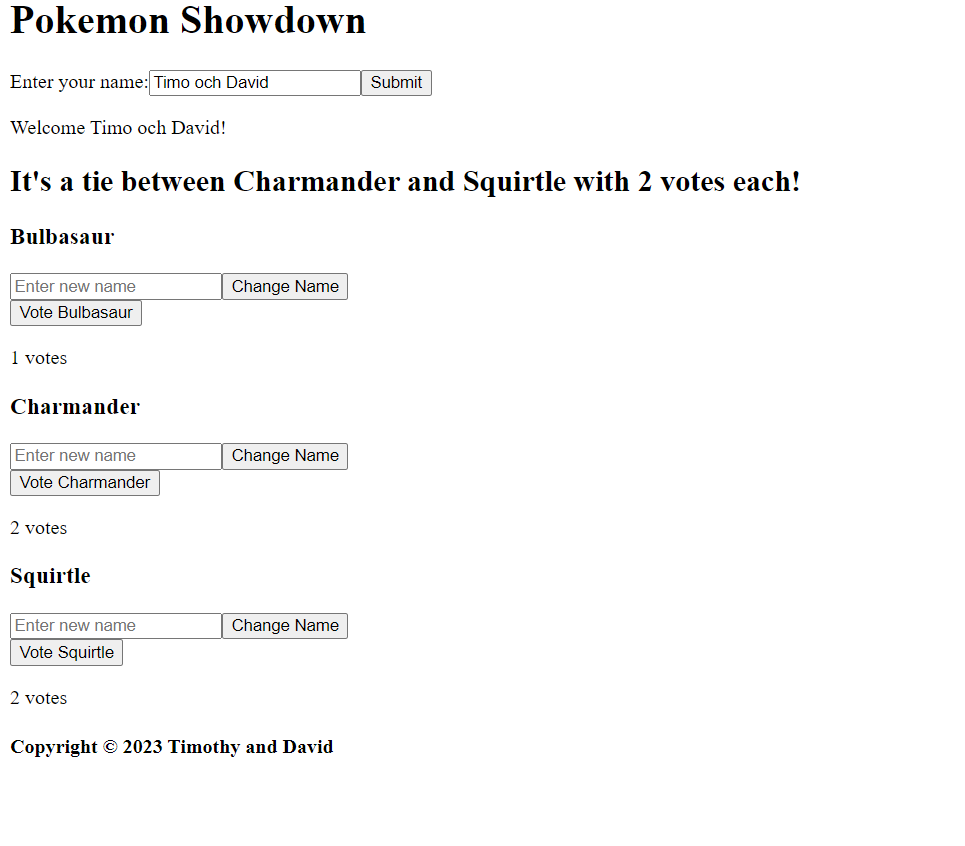 Pokemon Showdown
Enter your name: Timo och David Submit
Welcome Timo och David!
It's a tie between Charmander and Squirtle with 2 votes each!
Bulbasaur
Enter new name Change Name
Vote Bulbasaur
1 votes
Charmander
Enter new name Change Name
Vote Charmander
2 votes
Squirtle
Enter new name Change Name
Vote Squirtle
2 votes
Copyright © 2023 Timothy and David